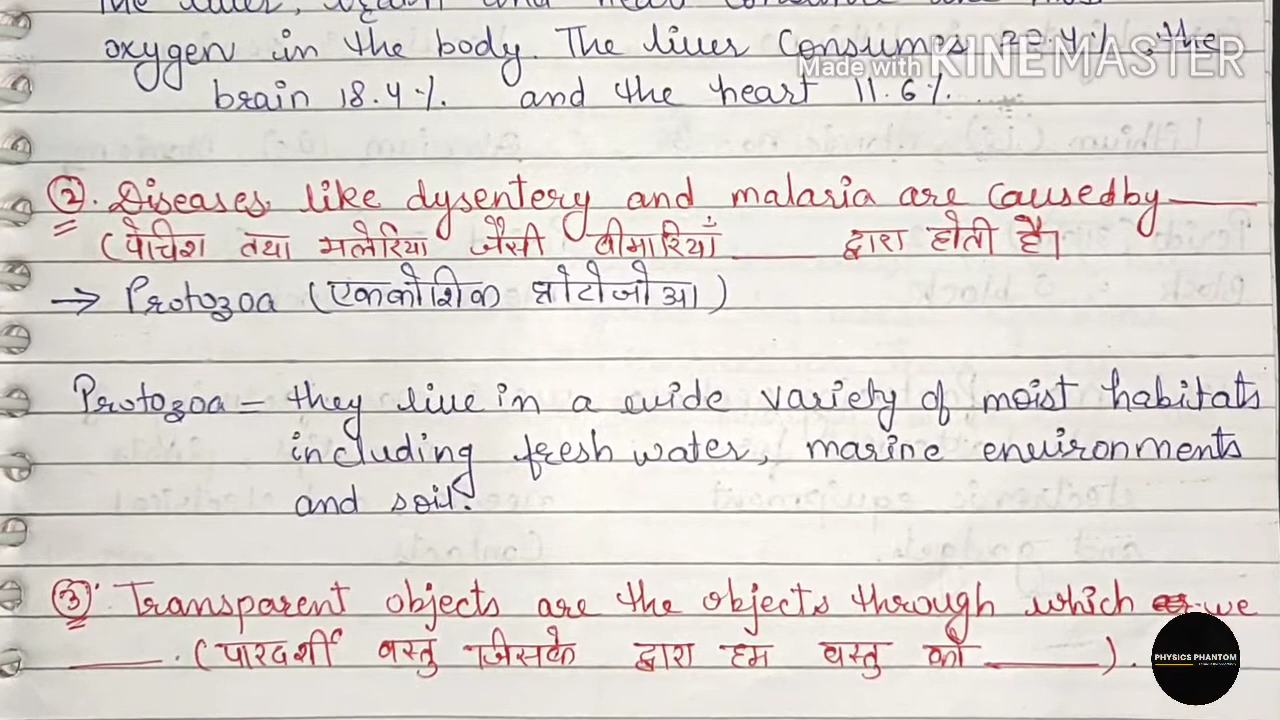 oxygen in the body. The liver consumes 20.4%, the
Made with KINEMASTER
brain 18.4%. and the heart 11.6%.
②. Diseases like dysentery and malaria are caused by ____
(पेचिश तथा मलेरिया जैसी बीमारियाँ ____ द्वारा होती है।
→ Protozoa (एककोशिक प्रोटोजोआ)
Protozoa = they live in a wide variety of moist habitats
including fresh water, marine environments
and soil.
③. Transparent objects are the objects through which we
____. (पारदर्शी वस्तु जिसके द्वारा हम वस्तु को ____).
PHYSICS PHANTOM